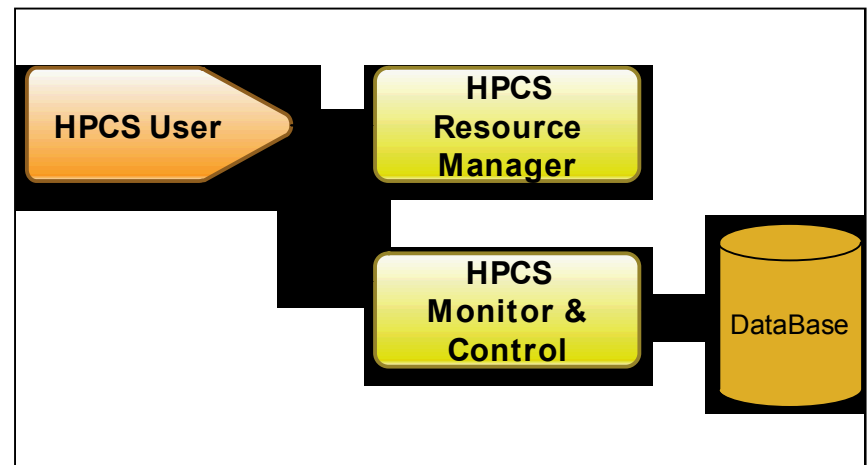 HPCS User
HPCS
Resource
Manager
HPCS
Monitor &
Control
DataBase